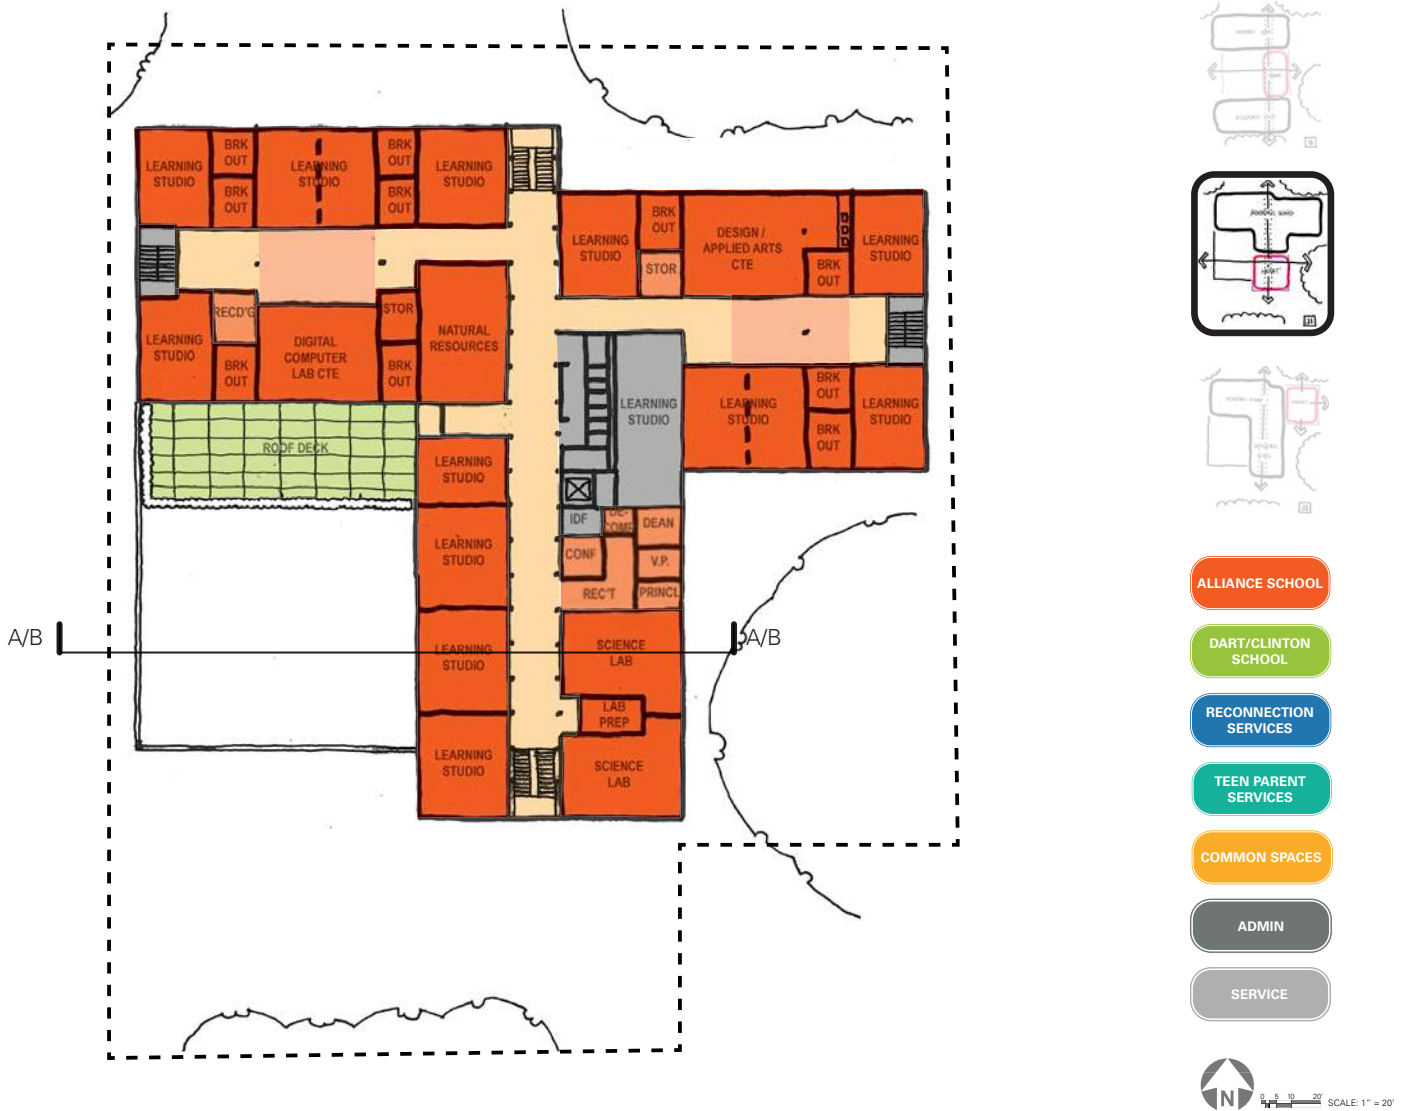 LEARNING
STUDIO
BRK
OUT
BRK
OUT
LEARNING
STUDIO
BRK
OUT
BRK
OUT
LEARNING
STUDIO
LEARNING
STUDIO
BRK
OUT
STOR
DESIGN /
APPLIED ARTS
CTE
BRK
OUT
LEARNING
STUDIO
LEARNING
STUDIO
RECD'G
BRK
OUT
DIGITAL
COMPUTER
LAB CTE
STOR
BRK
OUT
NATURAL
RESOURCES
LEARNING
STUDIO
LEARNING
STUDIO
BRK
OUT
BRK
OUT
LEARNING
STUDIO
ROOF DECK
LEARNING
STUDIO
IDF
DE-
COMP
DEAN
CONF
V.P.
REC'T
PRINCL
LEARNING
STUDIO
A/B
A/B
LEARNING
STUDIO
SCIENCE
LAB
LAB
PREP
LEARNING
STUDIO
SCIENCE
LAB
HEART
ALLIANCE SCHOOL
DART/CLINTON
SCHOOL
RECONNECTION
SERVICES
TEEN PARENT
SERVICES
COMMON SPACES
ADMIN
SERVICE
N
0 5 10 20'
SCALE: 1" = 20'